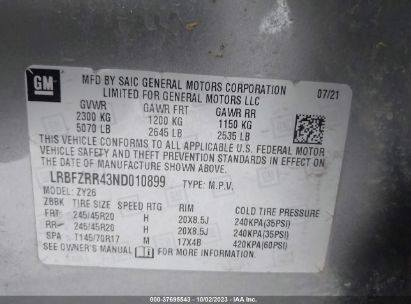 GM
MFD BY SAIC GENERAL MOTORS CORPORATION
LIMITED FOR GENERAL MOTORS LLC
07/21
GVWR GAWR FRT GAWR RR
2300 KG 1200 KG 1150 KG
5070 LB 2645 LB 2535 LB
THIS VEHICLE CONFORMS TO ALL APPLICABLE U.S. FEDERAL MOTOR
VEHICLE SAFETY AND THEFT PREVENTION STANDARDS IN EFFECT ON THE
DATE OF MANUFACTURE SHOWN ABOVE.
LRBFZRR43ND010899 TYPE: M.P.V.
MODEL: ZY26
ZBBK TIRE SIZE SPEED RTG RIM COLD TIRE PRESSURE
FRT 245/45R20 H 20X8.5J 240KPA(35PSI)
RR 245/45R20 H 20X8.5J 240KPA(35PSI)
SPA T145/70R17 M 17X4B 420KPA(60PSI)
SEE OWNER'S MANUAL FOR MORE INFORMATION.
000-37695543 - 10/02/2023 -